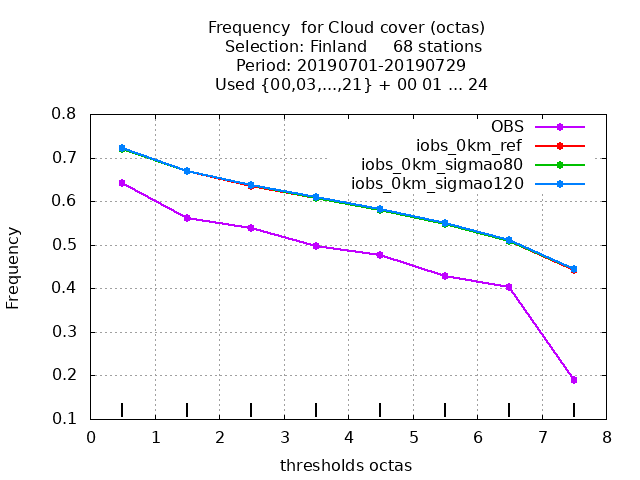 Frequency  for Cloud cover (octas)
Selection: Finland     68 stations
Period: 20190701-20190729
Used {00,03,...,21} + 00 01 ... 24
OBS
iobs_0km_ref
iobs_0km_sigmao80
iobs_0km_sigmao120
Frequency
0.8
0.7
0.6
0.5
0.4
0.3
0.2
0.1
0 1 2 3 4 5 6 7 8
thresholds octas